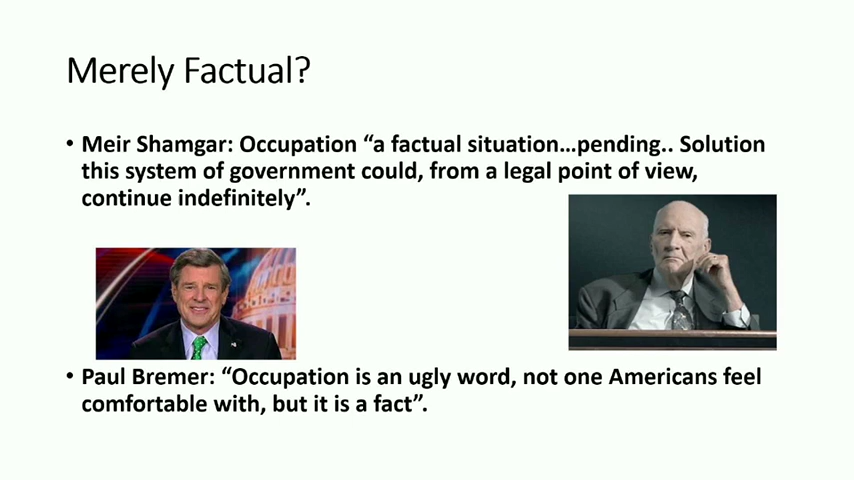 Merely Factual?
• Meir Shamgar: Occupation “a factual situation…pending.. Solution
this system of government could, from a legal point of view,
continue indefinitely”.
• Paul Bremer: “Occupation is an ugly word, not one Americans feel
comfortable with, but it is a fact”.